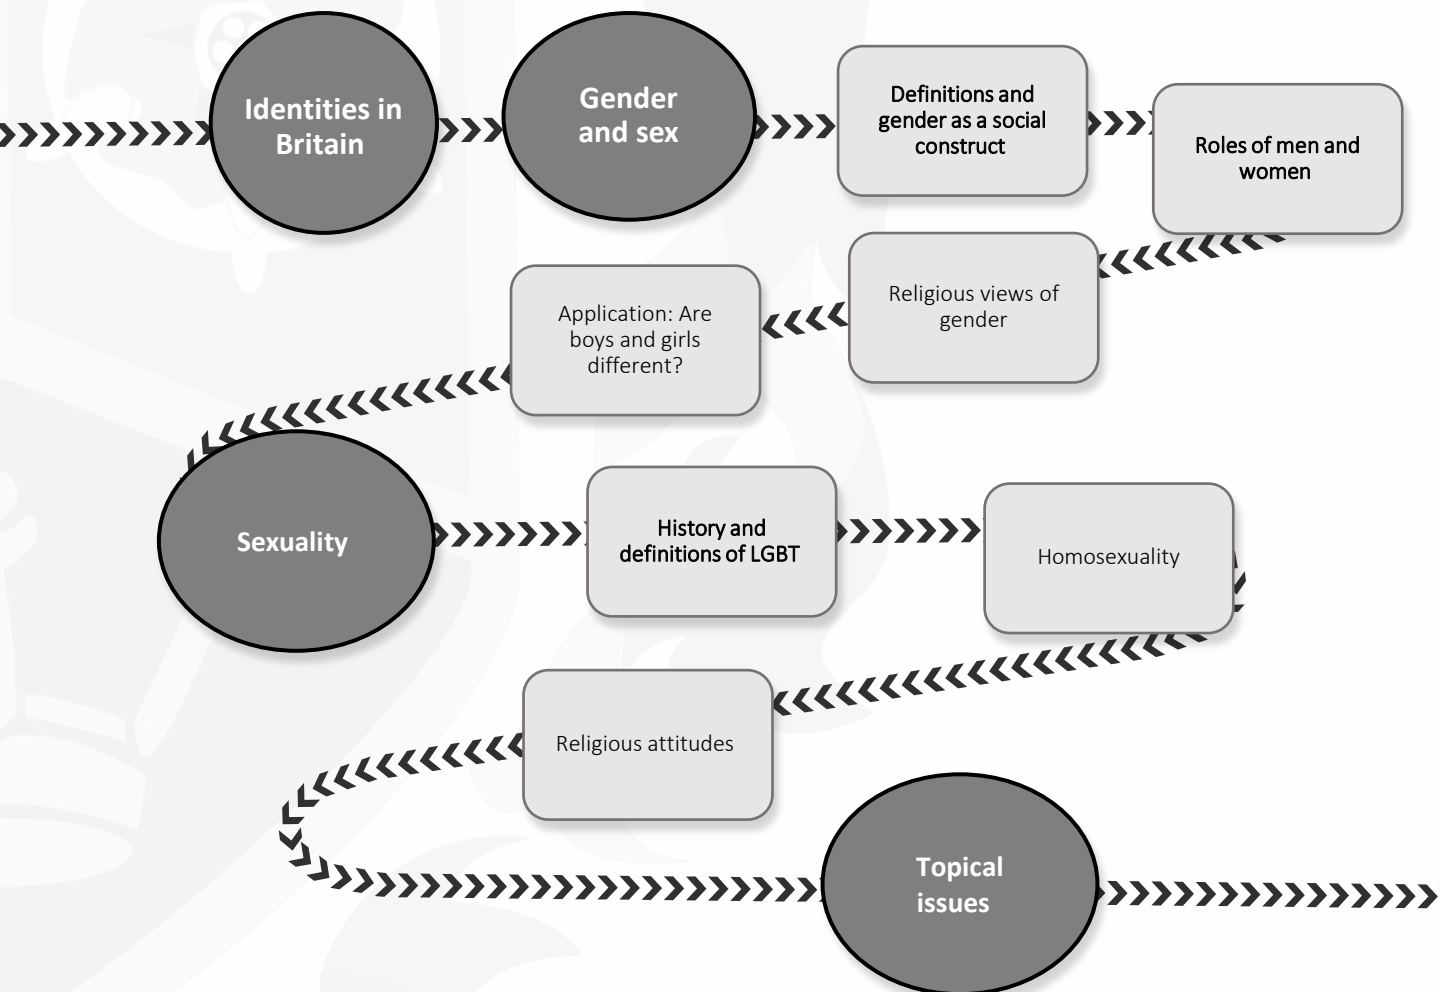 Identities in
Britain
Gender
and sex
Definitions and
gender as a social
construct
Roles of men and
women
Religious views of
gender
Application: Are
boys and girls
different?
Sexuality
History and
definitions of LGBT
Homosexuality
Religious attitudes
Topical
issues